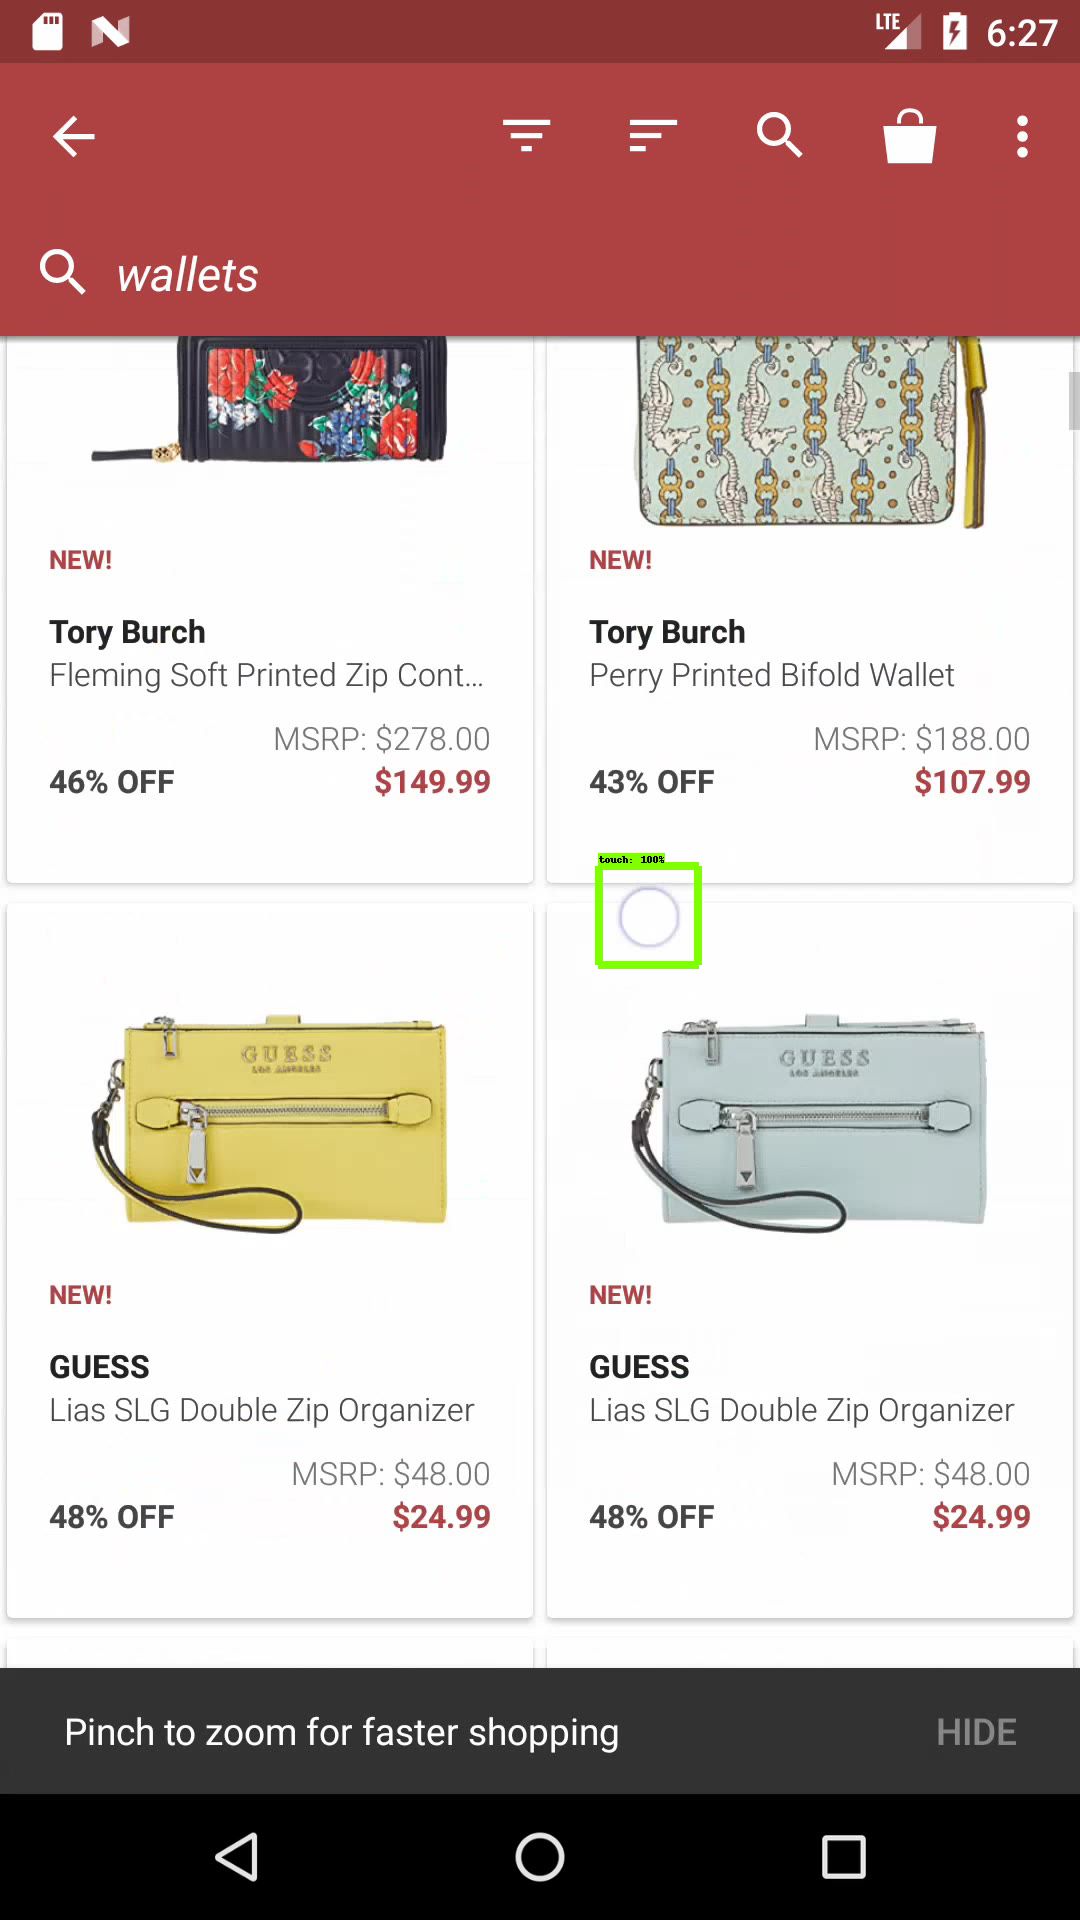 LTE 6:27
wallets
NEW!
Tory Burch
Fleming Soft Printed Zip Cont...
MSRP: $278.00
46% OFF $149.99
NEW!
Tory Burch
Perry Printed Bifold Wallet
MSRP: $188.00
43% OFF $107.99
touch: 100%
GUESS
LOS ANGELES
NEW!
GUESS
Lias SLG Double Zip Organizer
MSRP: $48.00
48% OFF $24.99
GUESS
LOS ANGELES
NEW!
GUESS
Lias SLG Double Zip Organizer
MSRP: $48.00
48% OFF $24.99
Pinch to zoom for faster shopping
HIDE